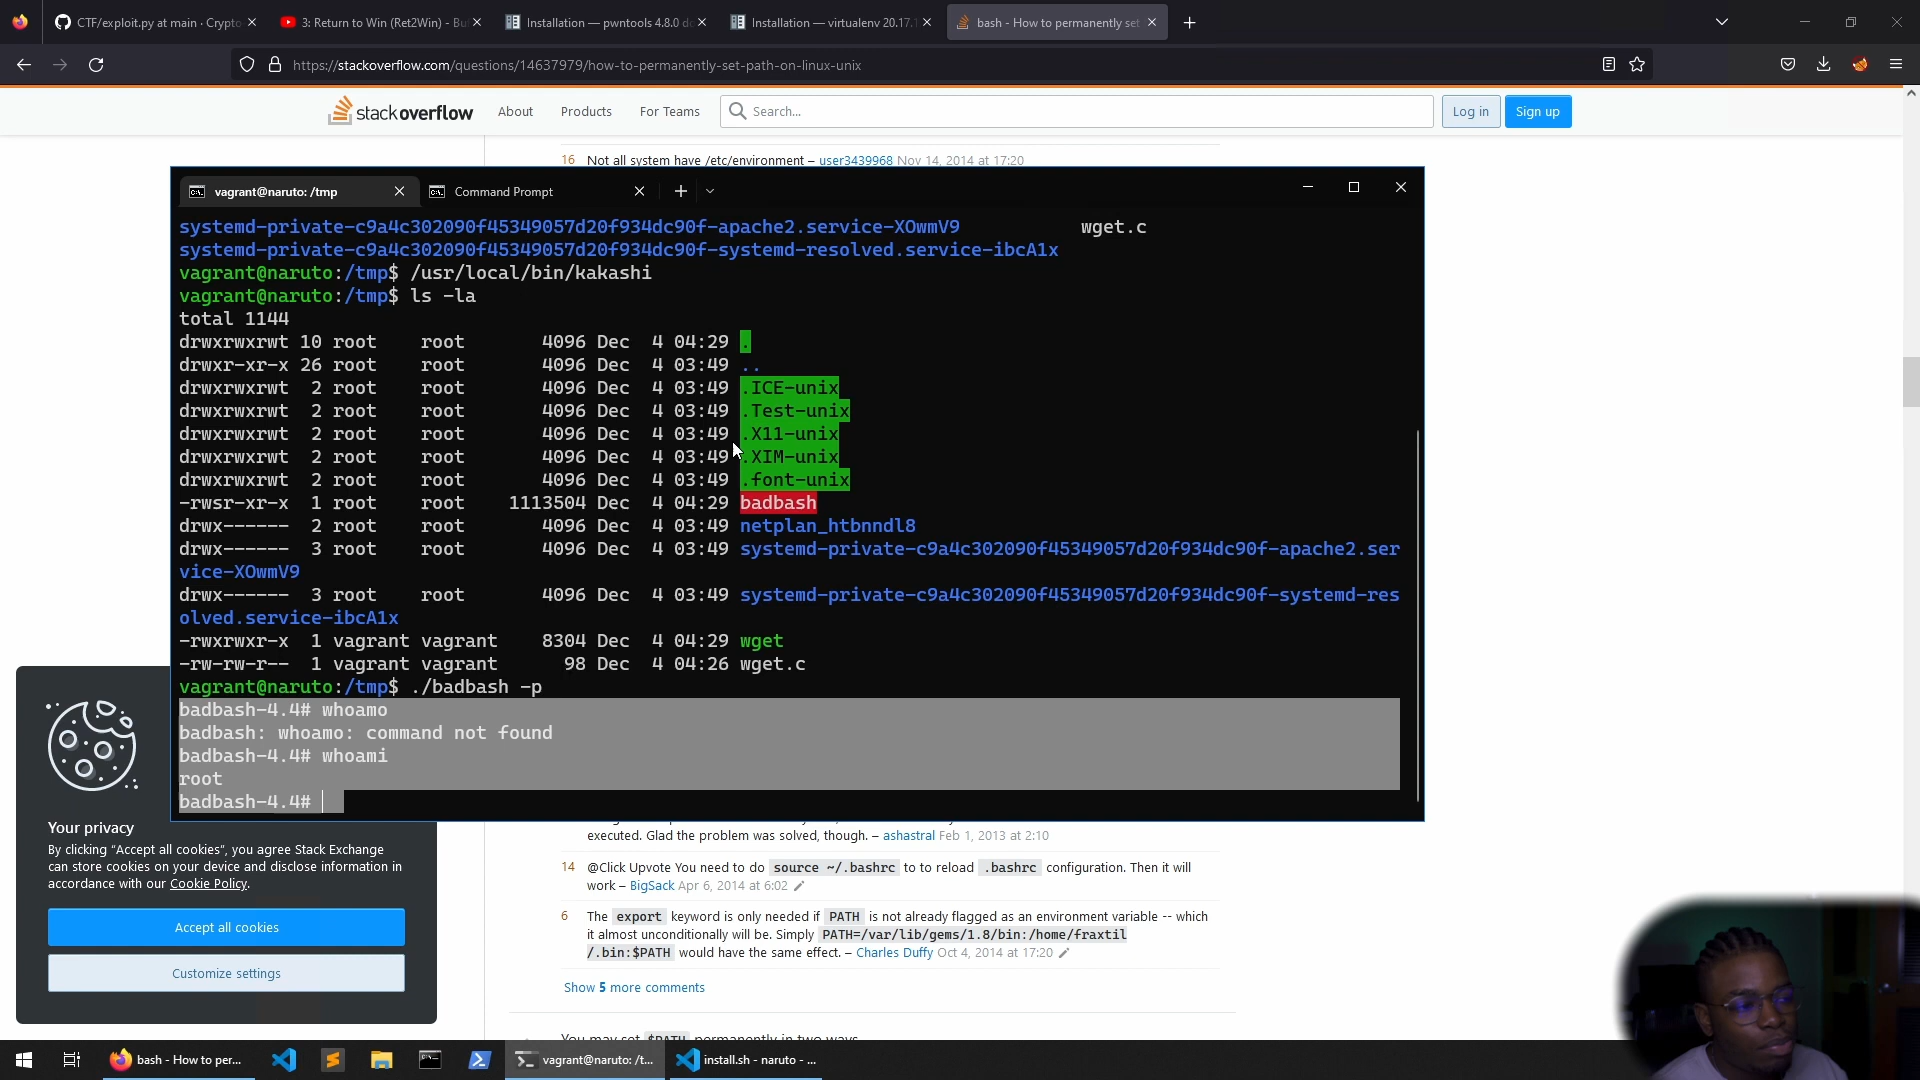 CTF/exploit.py at main · Crypto
3: Return to Win (Ret2Win) - Bu
Installation — pwntools 4.8.0 do
Installation — virtualenv 20.17.1
bash - How to permanently set
https://stackoverflow.com/questions/14637979/how-to-permanently-set-path-on-linux-unix
stackoverflow
About
Products
For Teams
Search...
Log in
Sign up
16 Not all system have /etc/environment – user3439968 Nov 14, 2014 at 17:20
vagrant@naruto: /tmp
Command Prompt
systemd-private-c9a4c302090f45349057d20f934dc90f-apache2.service-XOwmV9 wget.c
systemd-private-c9a4c302090f45349057d20f934dc90f-systemd-resolved.service-ibcA1x
vagrant@naruto:/tmp$ /usr/local/bin/kakashi
vagrant@naruto:/tmp$ ls -la
total 1144
drwxrwxrwt 10 root root 4096 Dec 4 04:29 .
drwxr-xr-x 26 root root 4096 Dec 4 03:49 ..
drwxrwxrwt 2 root root 4096 Dec 4 03:49 .ICE-unix
drwxrwxrwt 2 root root 4096 Dec 4 03:49 .Test-unix
drwxrwxrwt 2 root root 4096 Dec 4 03:49 .X11-unix
drwxrwxrwt 2 root root 4096 Dec 4 03:49 .XIM-unix
drwxrwxrwt 2 root root 4096 Dec 4 03:49 .font-unix
-rwsr-xr-x 1 root root 1113504 Dec 4 04:29 badbash
drwx------ 2 root root 4096 Dec 4 03:49 netplan_htbnndl8
drwx------ 3 root root 4096 Dec 4 03:49 systemd-private-c9a4c302090f45349057d20f934dc90f-apache2.ser
vice-XOwmV9
drwx------ 3 root root 4096 Dec 4 03:49 systemd-private-c9a4c302090f45349057d20f934dc90f-systemd-res
olved.service-ibcA1x
-rwxrwxr-x 1 vagrant vagrant 8304 Dec 4 04:29 wget
-rw-rw-r-- 1 vagrant vagrant 98 Dec 4 04:26 wget.c
vagrant@naruto:/tmp$ ./badbash -p
badbash-4.4# whoamo
badbash: whoamo: command not found
badbash-4.4# whoami
root
badbash-4.4#
executed. Glad the problem was solved, though. – ashastral Feb 1, 2013 at 2:10
14 @Click Upvote You need to do source ~/.bashrc to to reload .bashrc configuration. Then it will
work – BigSack Apr 6, 2014 at 6:02
6 The export keyword is only needed if PATH is not already flagged as an environment variable -- which
it almost unconditionally will be. Simply PATH=/var/lib/gems/1.8/bin:/home/fraxtil
/.bin:$PATH would have the same effect. – Charles Duffy Oct 4, 2014 at 17:20
Show 5 more comments
You may set $PATH permanently in two ways
Your privacy
By clicking “Accept all cookies”, you agree Stack Exchange
can store cookies on your device and disclose information in
accordance with our Cookie Policy.
Accept all cookies
Customize settings
bash - How to per...
vagrant@naruto: /t...
install.sh - naruto - ...